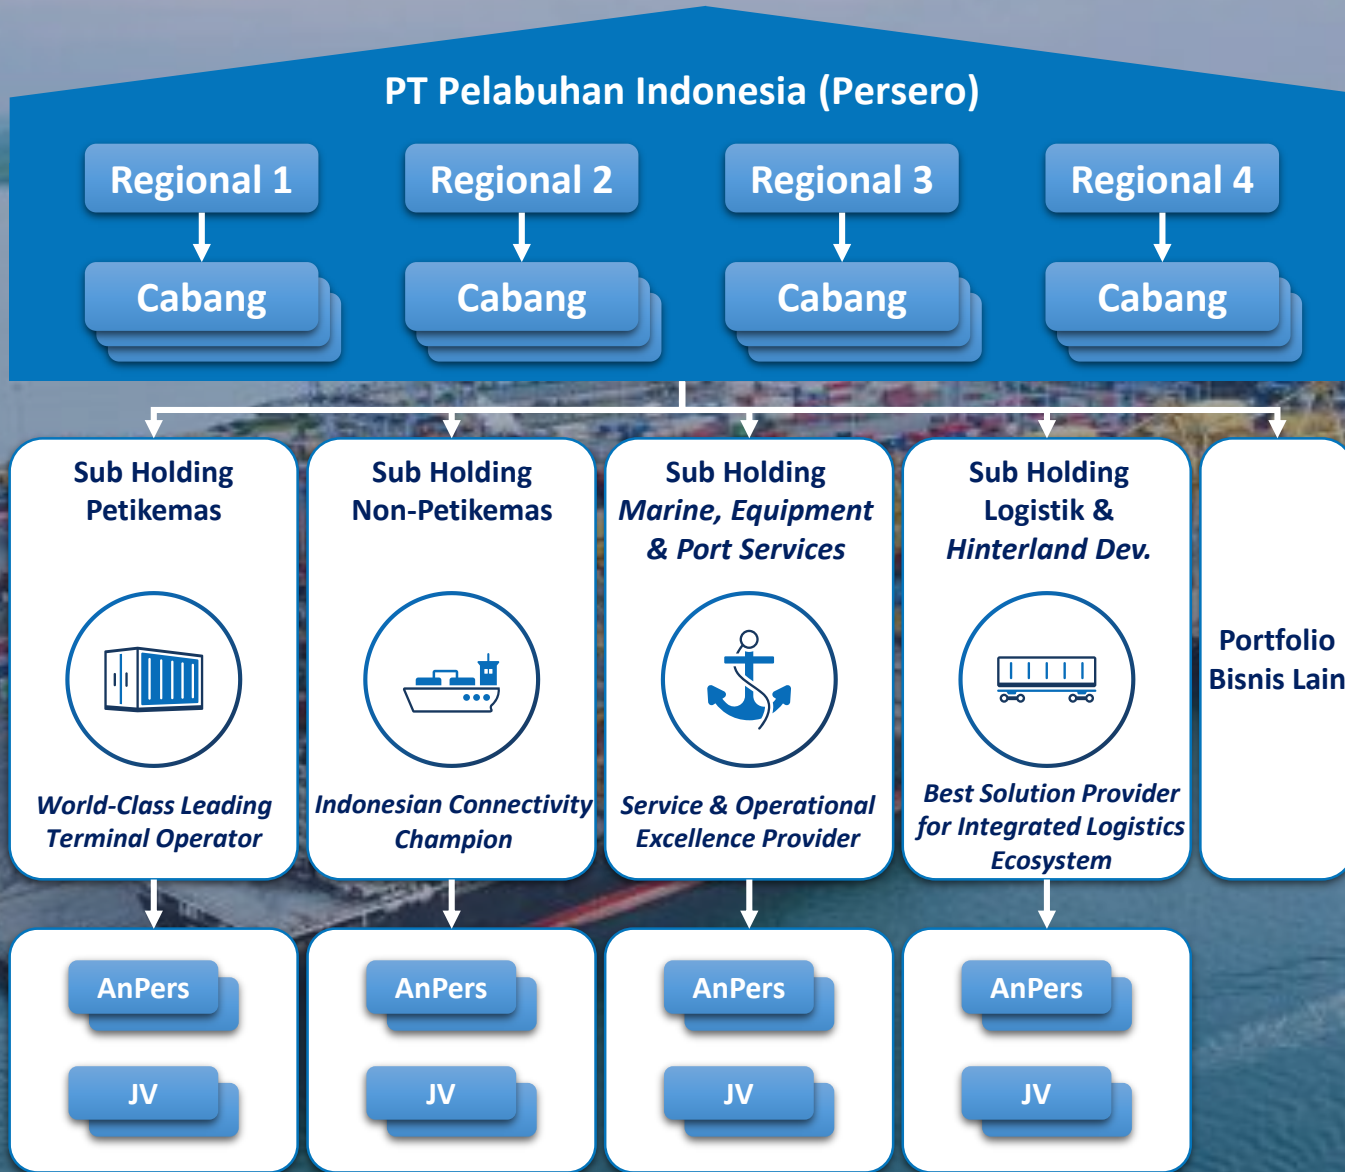 PT Pelabuhan Indonesia (Persero)
Regional 1
Regional 2
Regional 3
Regional 4
Cabang
Cabang
Cabang
Cabang
Sub Holding
Petikemas
World-Class Leading
Terminal Operator
Sub Holding
Non-Petikemas
Indonesian Connectivity
Champion
Sub Holding
Marine, Equipment
& Port Services
Service & Operational
Excellence Provider
Sub Holding
Logistik &
Hinterland Dev.
Best Solution Provider
for Integrated Logistics
Ecosystem
Portfolio
Bisnis Lain
AnPers
AnPers
AnPers
AnPers
JV
JV
JV
JV